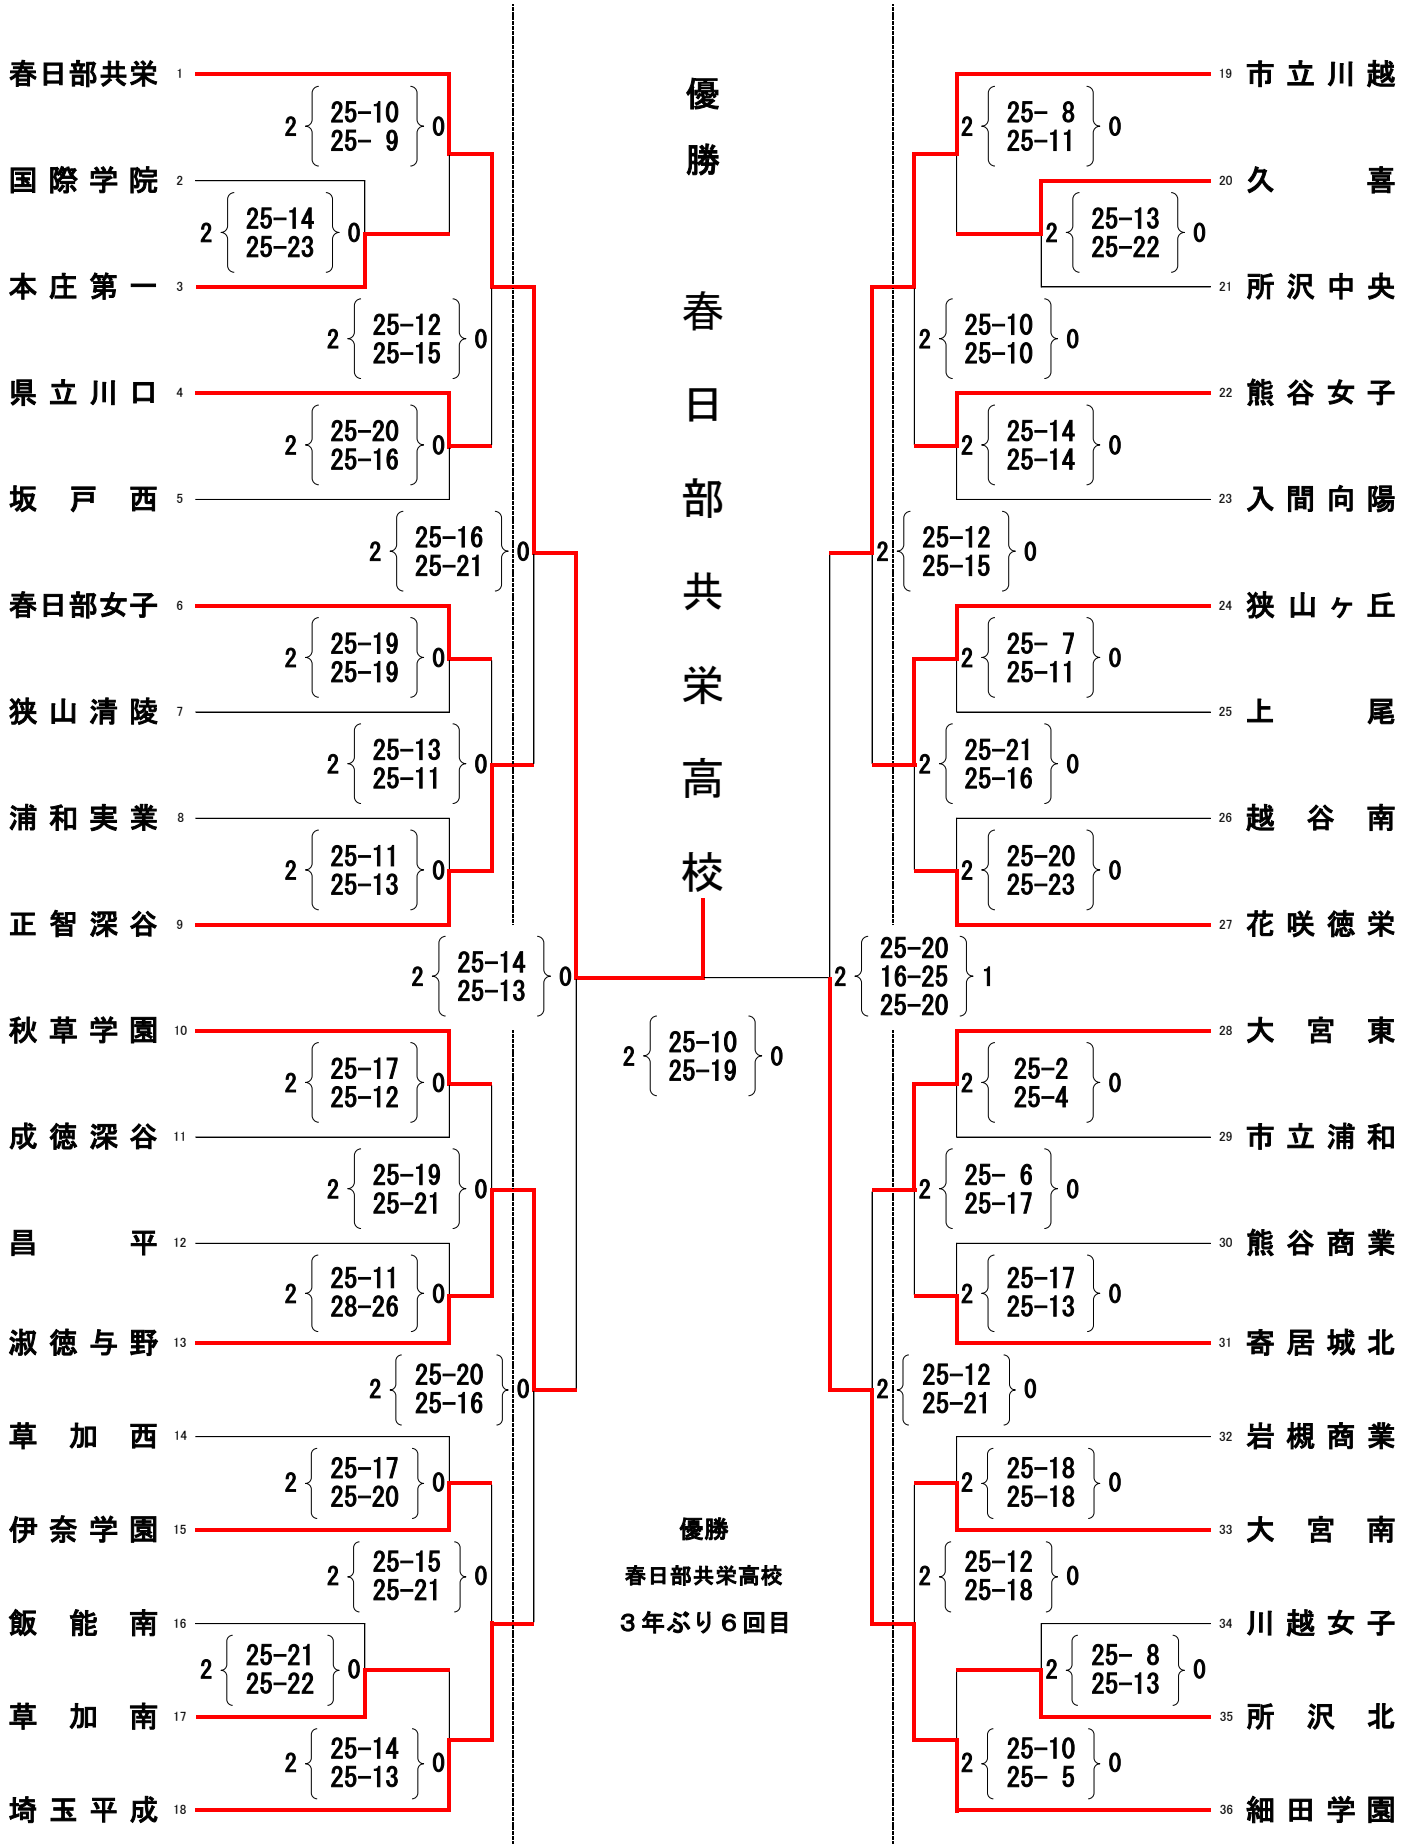 春日部共栄 1
2 25-10 25- 9 0
国際学院 2
2 25-14 25-23 0
本庄第一 3
2 25-12 25-15 0
県立川口 4
2 25-20 25-16 0
坂戸西 5
2 25-16 25-21 0
春日部女子 6
2 25-19 25-19 0
狭山清陵 7
2 25-13 25-11 0
浦和実業 8
2 25-11 25-13 0
正智深谷 9
2 25-14 25-13 0
秋草学園 10
2 25-17 25-12 0
成徳深谷 11
2 25-19 25-21 0
昌平 12
2 25-11 28-26 0
淑徳与野 13
2 25-20 25-16 0
草加西 14
2 25-17 25-20 0
伊奈学園 15
2 25-15 25-21 0
飯能南 16
2 25-21 25-22 0
草加南 17
2 25-14 25-13 0
埼玉平成 18
優勝
春日部共栄高校
2 25-10 25-19 0
優勝
春日部共栄高校
3年ぶり6回目
19 市立川越
2 25- 8 25-11 0
20 久喜
2 25-13 25-22 0
21 所沢中央
2 25-10 25-10 0
22 熊谷女子
2 25-14 25-14 0
23 入間向陽
2 25-12 25-15 0
24 狭山ヶ丘
2 25- 7 25-11 0
25 上尾
2 25-21 25-16 0
26 越谷南
2 25-20 25-23 0
27 花咲徳栄
2 25-20 16-25 25-20 1
28 大宮東
2 25-2 25-4 0
29 市立浦和
2 25- 6 25-17 0
30 熊谷商業
2 25-17 25-13 0
31 寄居城北
2 25-12 25-21 0
32 岩槻商業
2 25-18 25-18 0
33 大宮南
2 25-12 25-18 0
34 川越女子
2 25- 8 25-13 0
35 所沢北
2 25-10 25- 5 0
36 細田学園